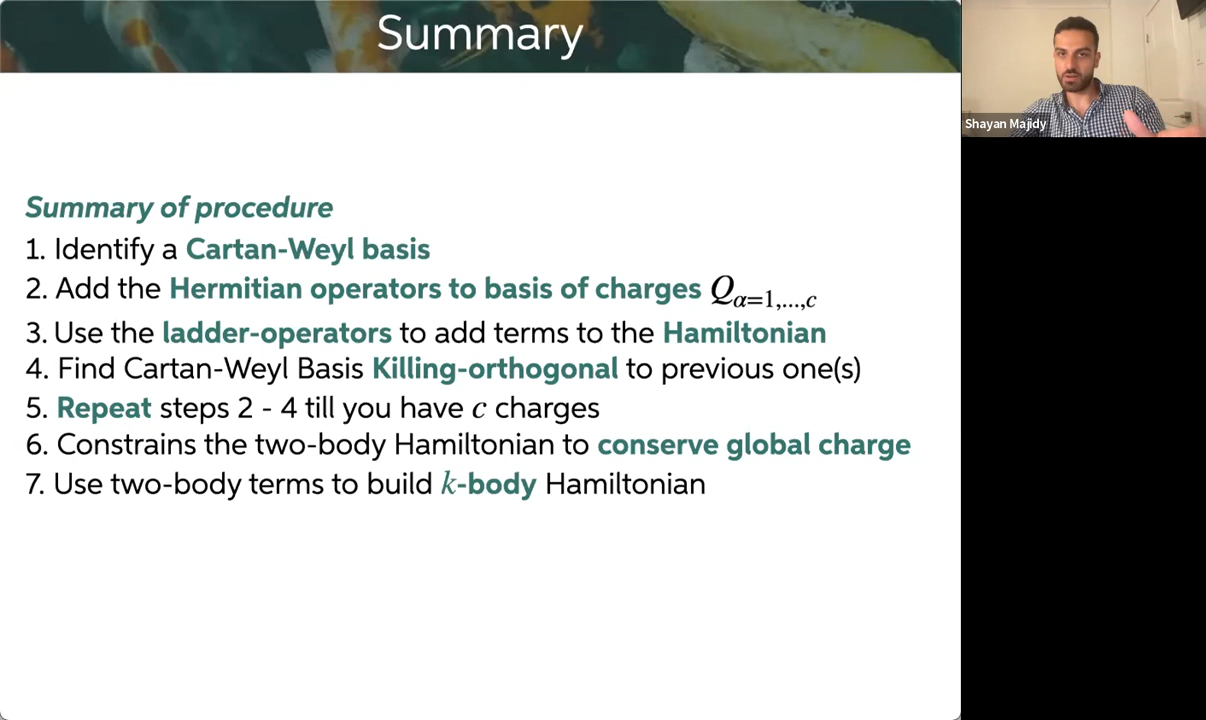 Summary
Shayan Majidy
Summary of procedure
1. Identify a Cartan-Weyl basis
2. Add the Hermitian operators to basis of charges Qα=1,...,c
3. Use the ladder-operators to add terms to the Hamiltonian
4. Find Cartan-Weyl Basis Killing-orthogonal to previous one(s)
5. Repeat steps 2 - 4 till you have c charges
6. Constrains the two-body Hamiltonian to conserve global charge
7. Use two-body terms to build k-body Hamiltonian